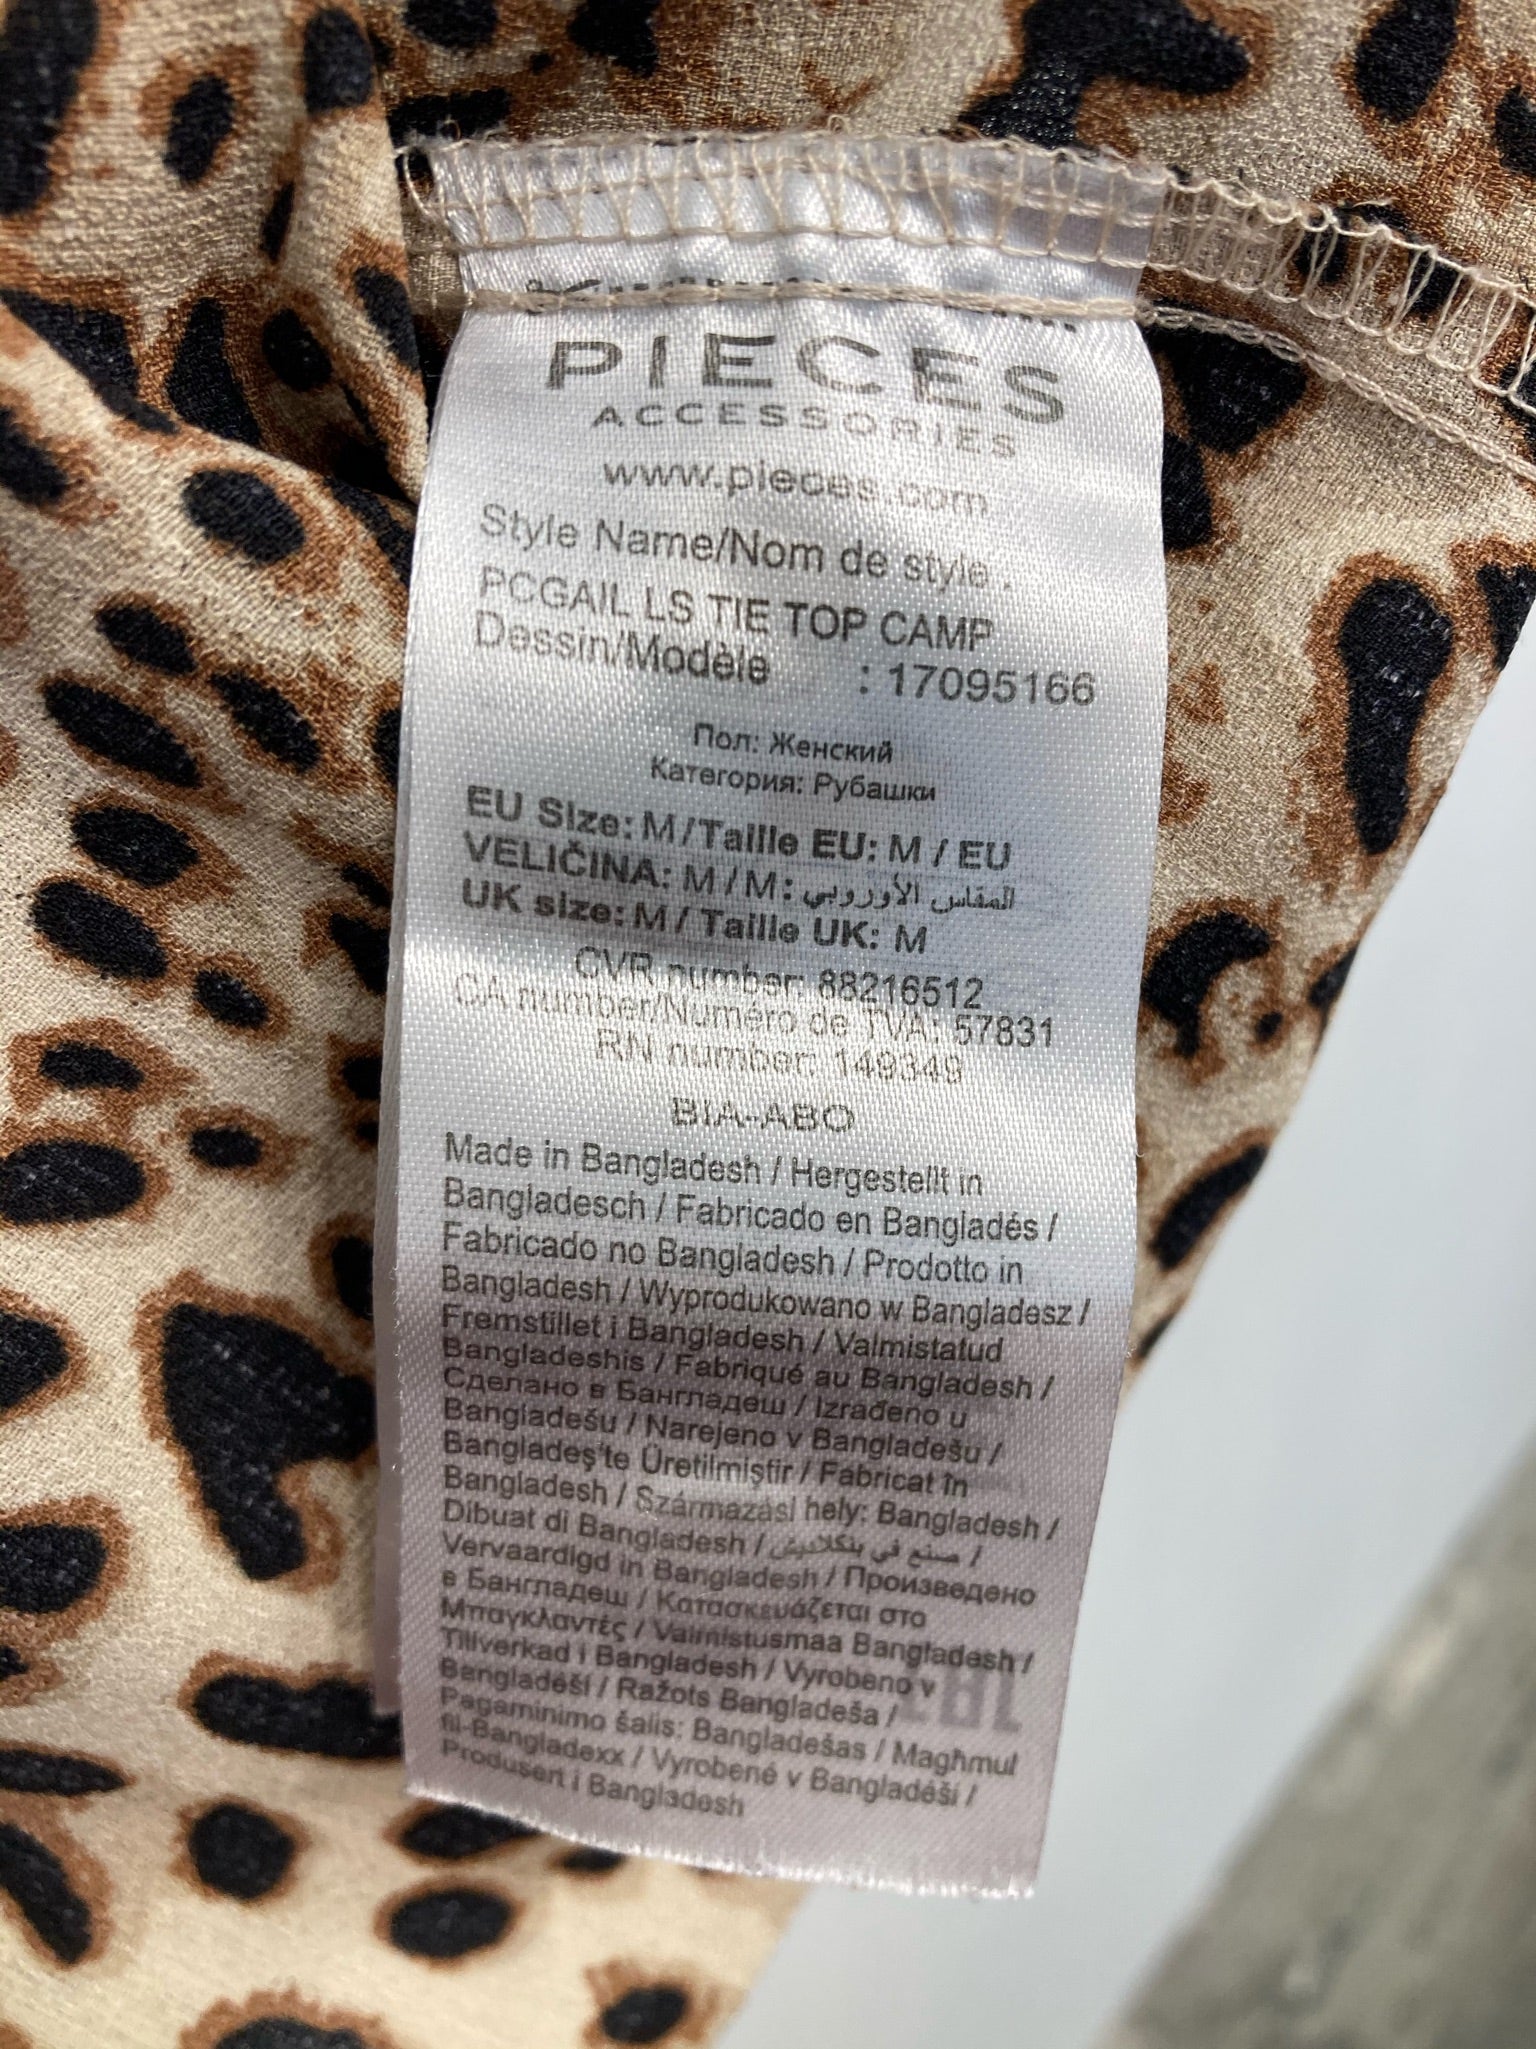 PIECES
ACCESSORIES
www.pieces.com
Style Name/Nom de style .
PCGAIL LS TIE TOP CAMP
Dessin/Modèle : 17095166
Пол: Женский
Категория: Рубашки
EU Size: M/Taille EU: M / EU
VELIČINA: M / M: المقاس الأوروبي
UK size: M / Taille UK: M
CVR number: 88216512
CA number/Numéro de TVA: 57831
RN number: 149349
BIA-ABO
Made in Bangladesh / Hergestellt in
Bangladesch / Fabricado en Bangladés /
Fabricado no Bangladesh / Prodotto in
Bangladesh / Wyprodukowano w Bangladesz /
Fremstillet i Bangladesh / Valmistatud
Bangladeshis / Fabriqué au Bangladesh /
Сделано в Бангладеш / Izrađeno u
Bangladešu / Narejeno v Bangladešu /
Bangladeş'te Üretilmiştir / Fabricat în
Bangladesh / Származási hely: Bangladesh /
Dibuat di Bangladesh / صنع في بنكلاديش /
Vervaardigd in Bangladesh / Произведено
в Бангладеш / Κατασκευάζεται στο
Μπαγκλαντές / Valmistusmaa Bangladesh /
Tillverkad i Bangladesh / Vyrobeno v
Bangladéši / Ražots Bangladeša /
Pagaminimo šalis: Bangladešas / Magħmul
fil-Bangladexx / Vyrobené v Bangladéši /
Produsert i Bangladesh